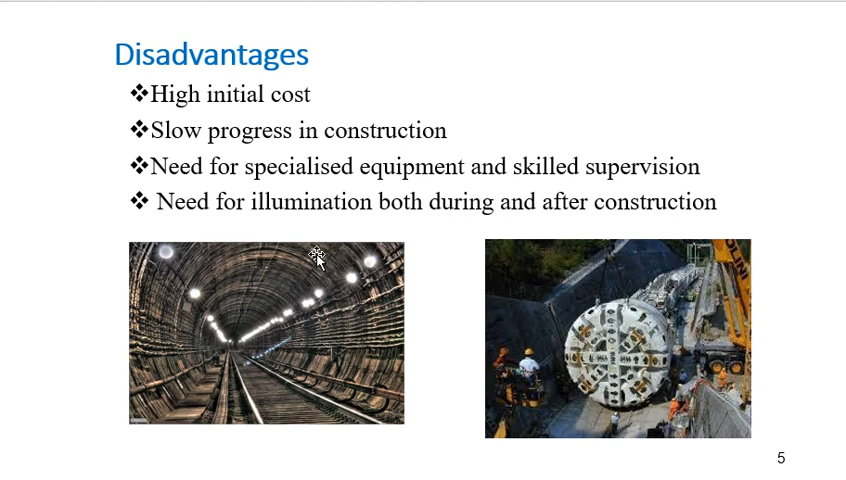 Disadvantages
❖High initial cost
❖Slow progress in construction
❖Need for specialised equipment and skilled supervision
❖ Need for illumination both during and after construction
OLINI
5